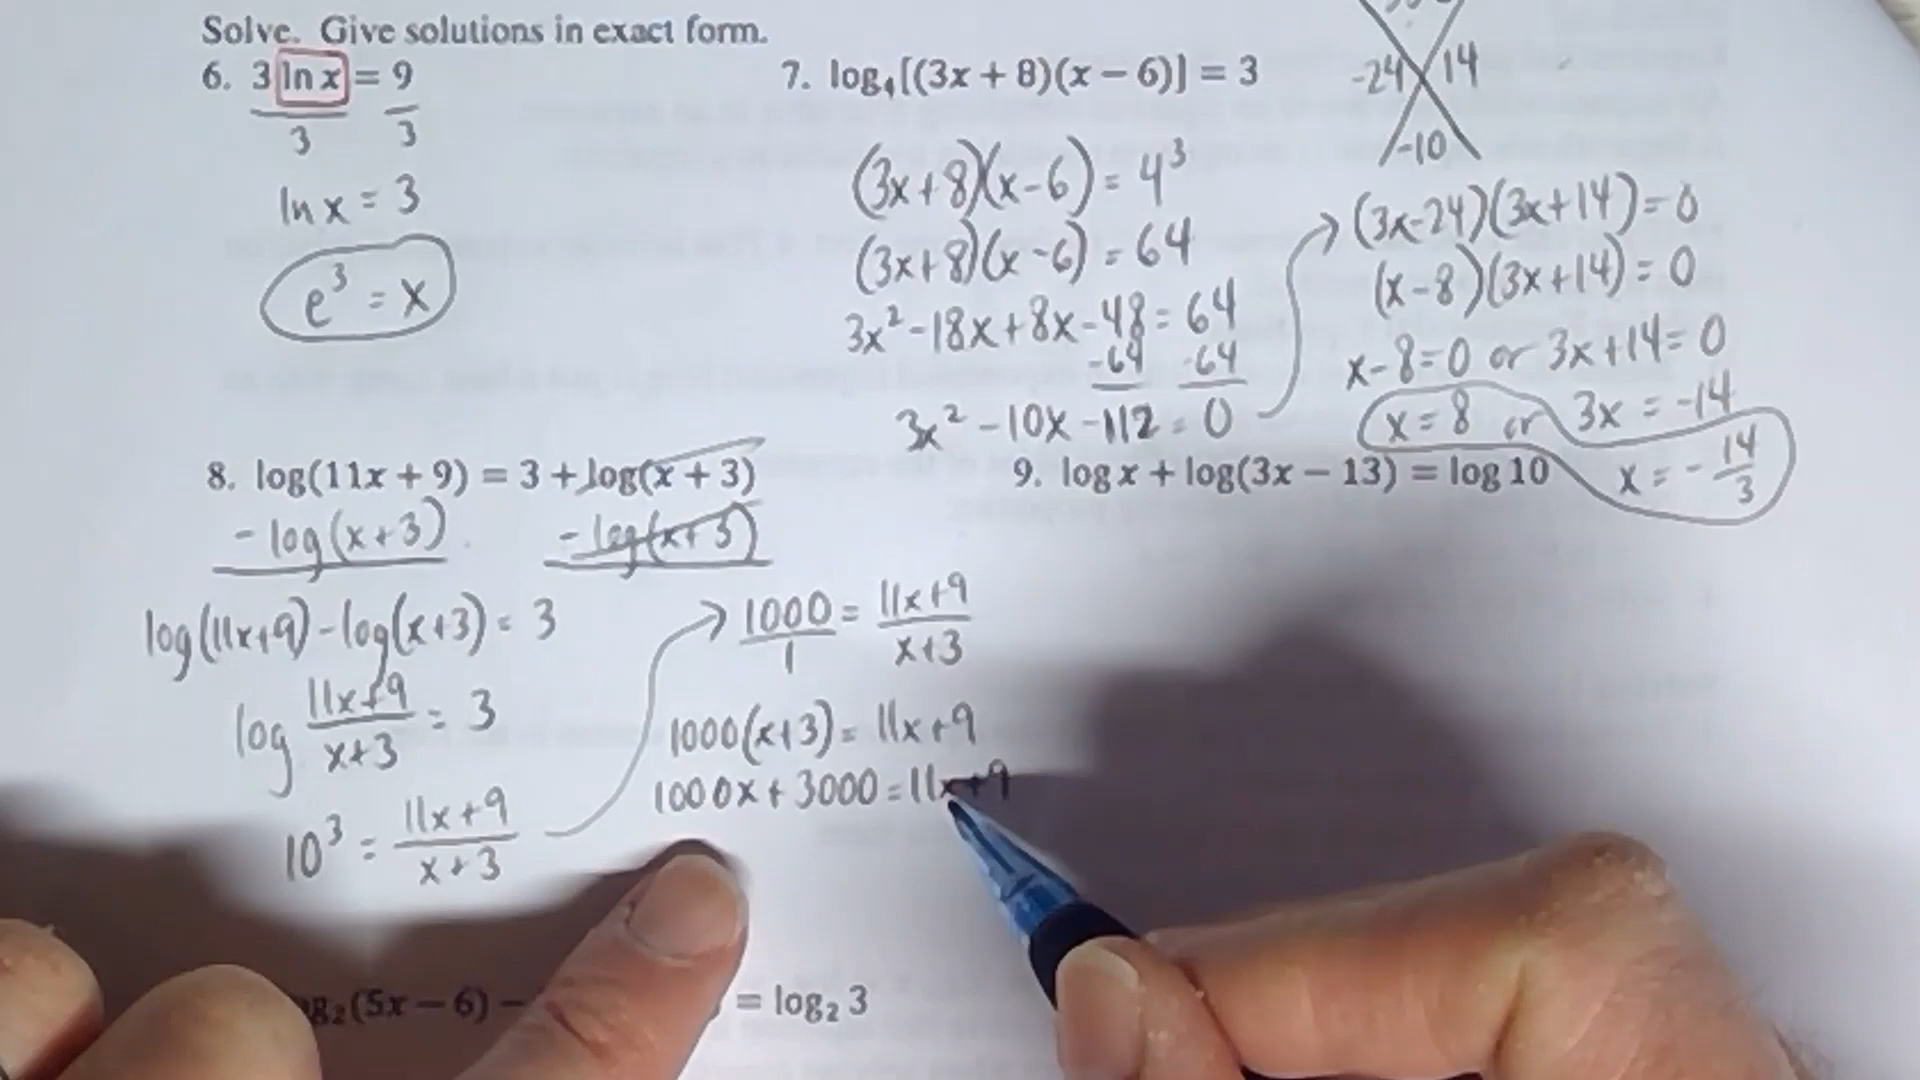 Solve. Give solutions in exact form.
6. 3 ln x = 9
3 3
ln x = 3
e³ = x
7. log₄[(3x + 8)(x − 6)] = 3
-24 14
-10
(3x+8)(x-6) = 4³
(3x+8)(x-6) = 64
3x²-18x+8x-48 = 64
-64 -64
3x² - 10x - 112 = 0
(3x-24)(3x+14)=0
(x-8)(3x+14)=0
x-8=0 or 3x+14=0
x = 8 or 3x = -14
x = - 14/3
8. log(11x + 9) = 3 + log(x + 3)
- log(x+3) - log(x+3)
log(11x+9) - log(x+3) = 3
log (11x+9)/(x+3) = 3
10³ = (11x+9)/(x+3)
1000/1 = (11x+9)/(x+3)
1000(x+3) = 11x+9
1000x + 3000 = 11x+9
9. log x + log(3x − 13) = log 10
(5x − 6) − = log₂ 3